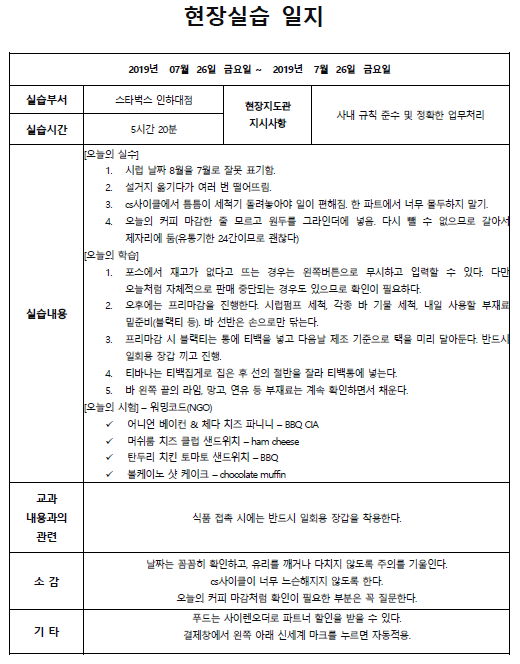 현장실습 일지
2019년 07월 26일 금요일 ~ 2019년 7월 26일 금요일
실습부서
스타벅스 인하대점
현장지도관
지시사항
사내 규칙 준수 및 정확한 업무처리
실습시간
5시간 20분
실습내용
[오늘의 실수]
1. 시럽 날짜 8월을 7월로 잘못 표기함.
2. 설거지 옮기다가 여러 번 떨어뜨림.
3. cs사이클에서 틈틈이 세척기 돌려놓아야 일이 편해짐. 한 파트에서 너무 몰두하지 말기.
4. 오늘의 커피 마감한 줄 모르고 원두를 그라인더에 넣음. 다시 뺄 수 없으므로 갈아서
제자리에 둠(유통기한 24간이므로 괜찮다)
[오늘의 학습]
1. 포스에서 재고가 없다고 뜨는 경우는 왼쪽버튼으로 무시하고 입력할 수 있다. 다만
오늘처럼 자체적으로 판매 중단되는 경우도 있으므로 확인이 필요하다.
2. 오후에는 프리마감을 진행한다. 시럽펌프 세척, 각종 바 기물 세척, 내일 사용할 부재료
밑준비(블랙티 등). 바 선반은 손으로만 닦는다.
3. 프리마감 시 블랙티는 통에 티백을 넣고 다음날 제조 기준으로 택을 미리 달아둔다. 반드시
일회용 장갑 끼고 진행.
4. 티바나는 티백집게로 집은 후 선의 절반을 잘라 티백통에 넣는다.
5. 바 왼쪽 끝의 라임, 망고, 연유 등 부재료는 계속 확인하면서 채운다.
[오늘의 시험] – 워밍코드(NGO)
✓ 어니언 베이컨 & 체다 치즈 파니니 – BBQ CIA
✓ 머쉬룸 치즈 클럽 샌드위치 – ham cheese
✓ 탄두리 치킨 토마토 샌드위치 – BBQ
✓ 볼케이노 샷 케이크 – chocolate muffin
교과
내용과의
관련
식품 접촉 시에는 반드시 일회용 장갑을 착용한다.
소 감
날짜는 꼼꼼히 확인하고, 유리를 깨거나 다치지 않도록 주의를 기울인다.
cs사이클이 너무 느슨해지지 않도록 한다.
오늘의 커피 마감처럼 확인이 필요한 부분은 꼭 질문한다.
기 타
푸드는 사이렌오더로 파트너 할인을 받을 수 있다.
결제창에서 왼쪽 아래 신세계 마크를 누르면 자동적용.